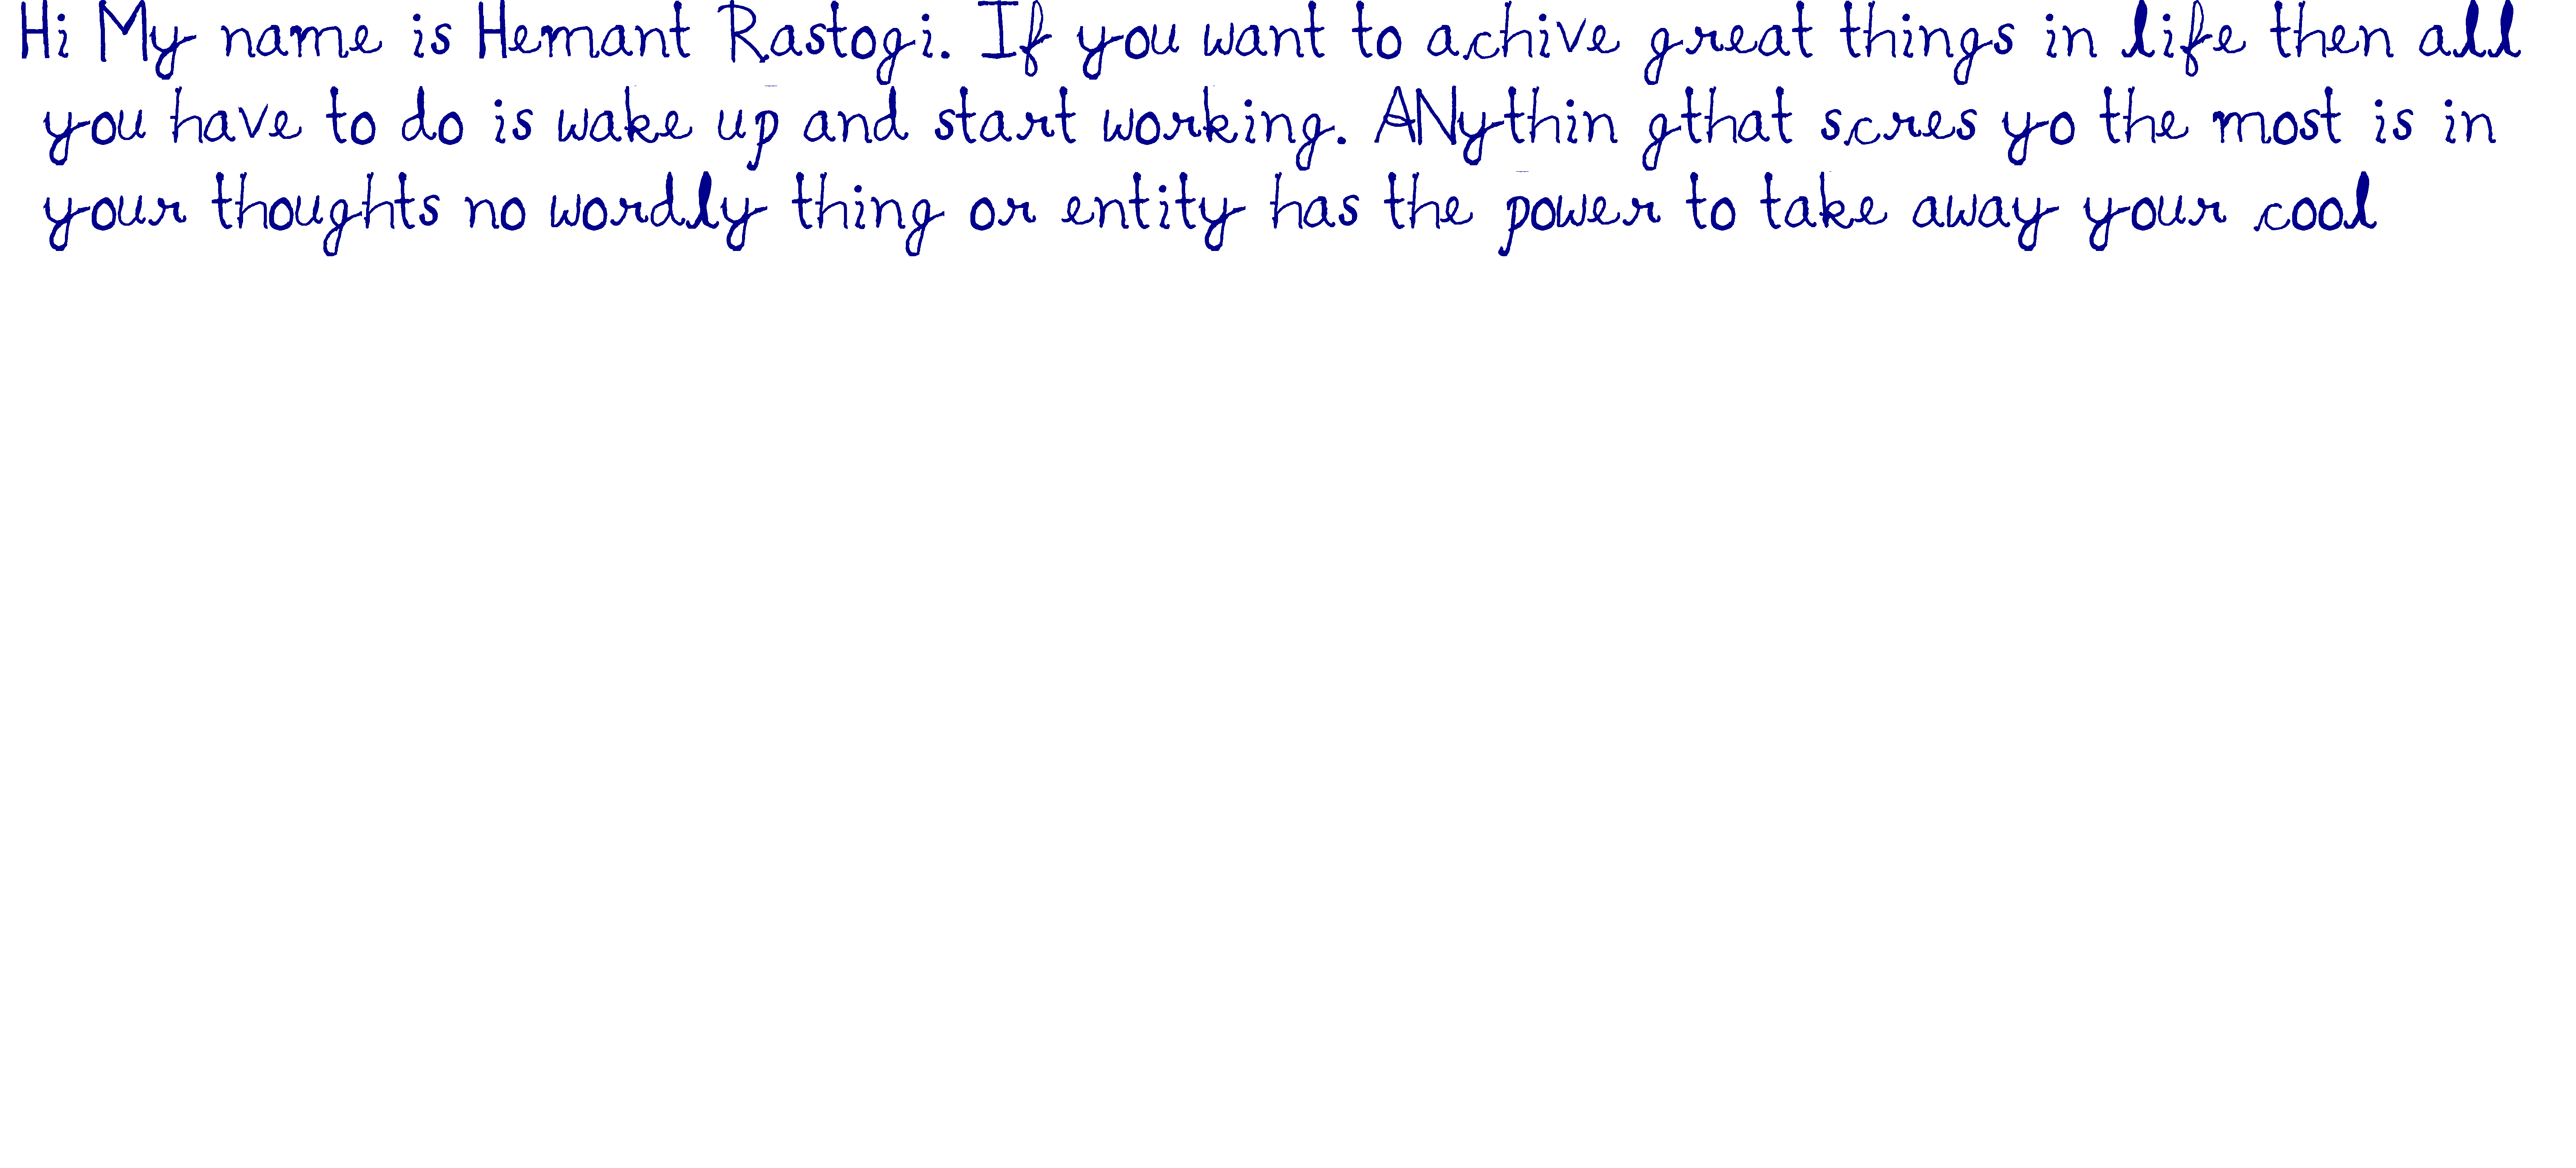 Hi My name is Hemant Rastogi. If you want to achive great things in life then all
you have to do is wake up and start working. ANythin gthat scres yo the most is in
your thoughts no wordly thing or entity has the power to take away your cool